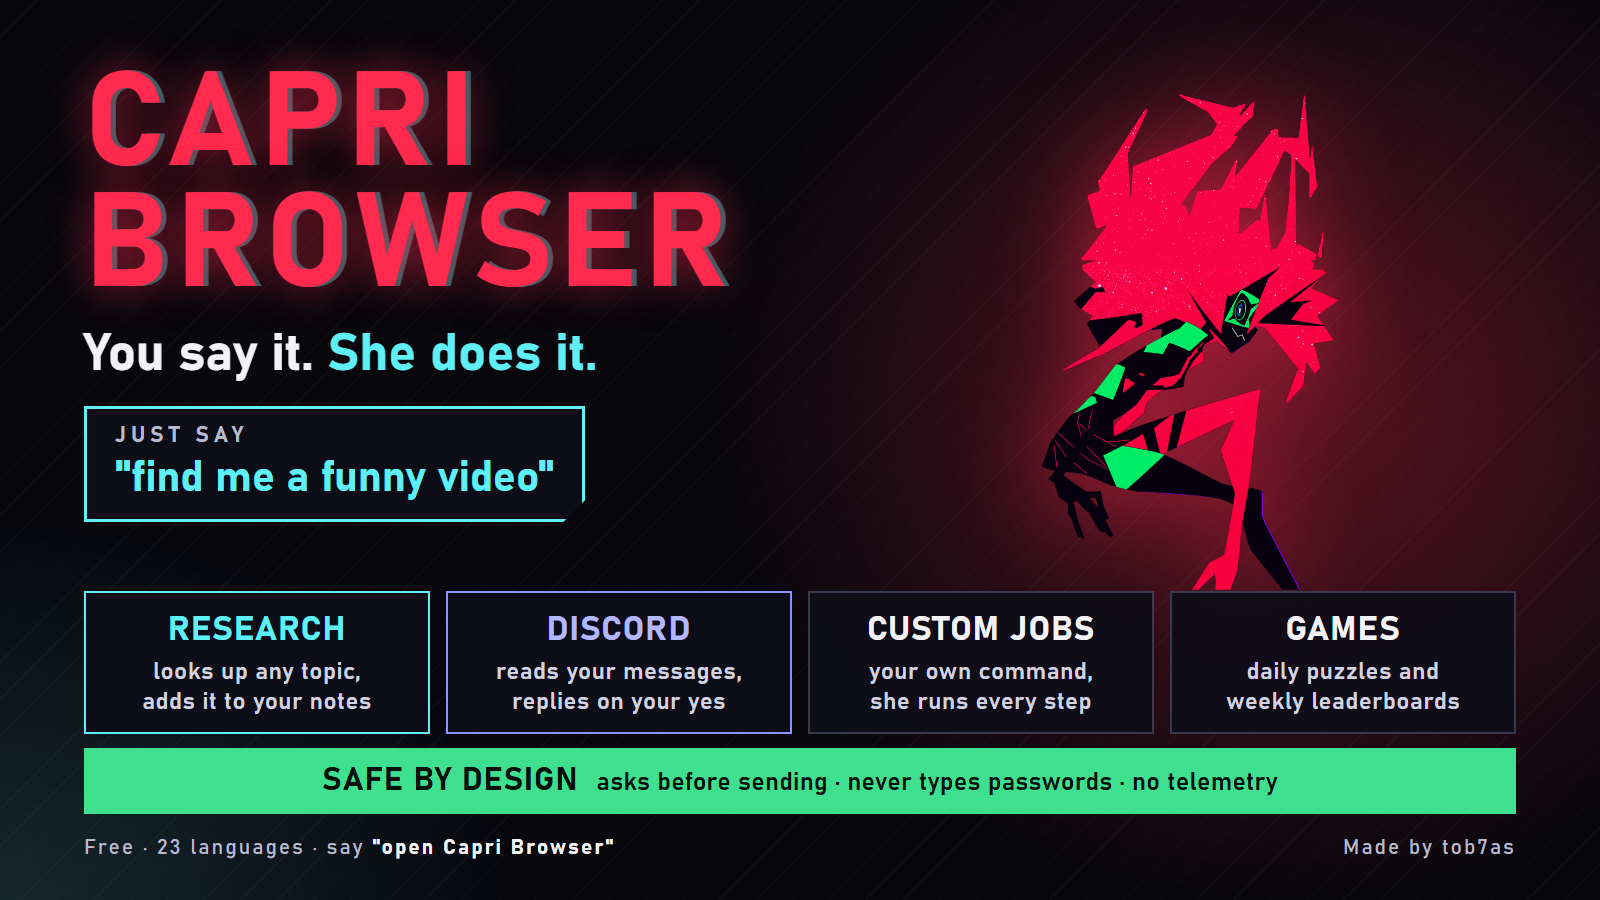 CAPRI
BROWSER
You say it. She does it.
JUST SAY
"find me a funny video"
RESEARCH
looks up any topic,
adds it to your notes
DISCORD
reads your messages,
replies on your yes
CUSTOM JOBS
your own command,
she runs every step
GAMES
daily puzzles and
weekly leaderboards
SAFE BY DESIGN asks before sending · never types passwords · no telemetry
Free · 23 languages · say "open Capri Browser"
Made by tob7as